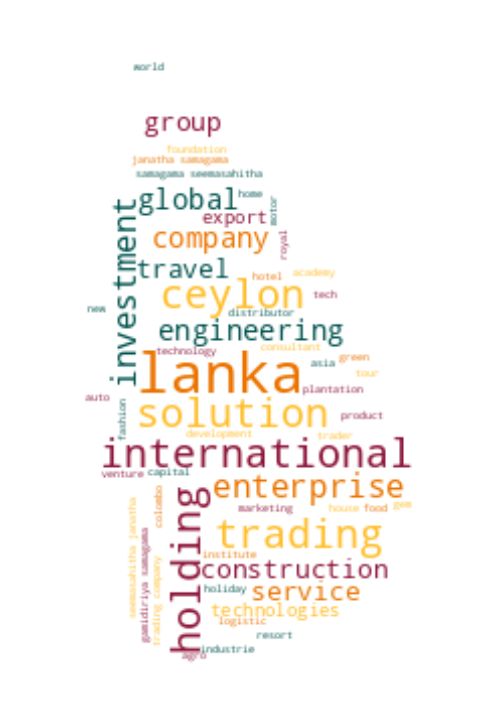 world
group
foundation
janatha samagama
samagama seemasahitha
global
home
motor
export
company
royal
investment
travel
hotel
academy
ceylon
tech
new
distributor
engineering
technology
consultant
asia
green
lanka
tour
plantation
auto
fashion
solution
product
development
trader
international
venture
capital
enterprise
holding
colombo
seemasahitha janatha
marketing
house
food
gem
trading
gamidiriya samagama
institute
trading company
construction
holiday
service
technologies
logistic
resort
industrie
agro